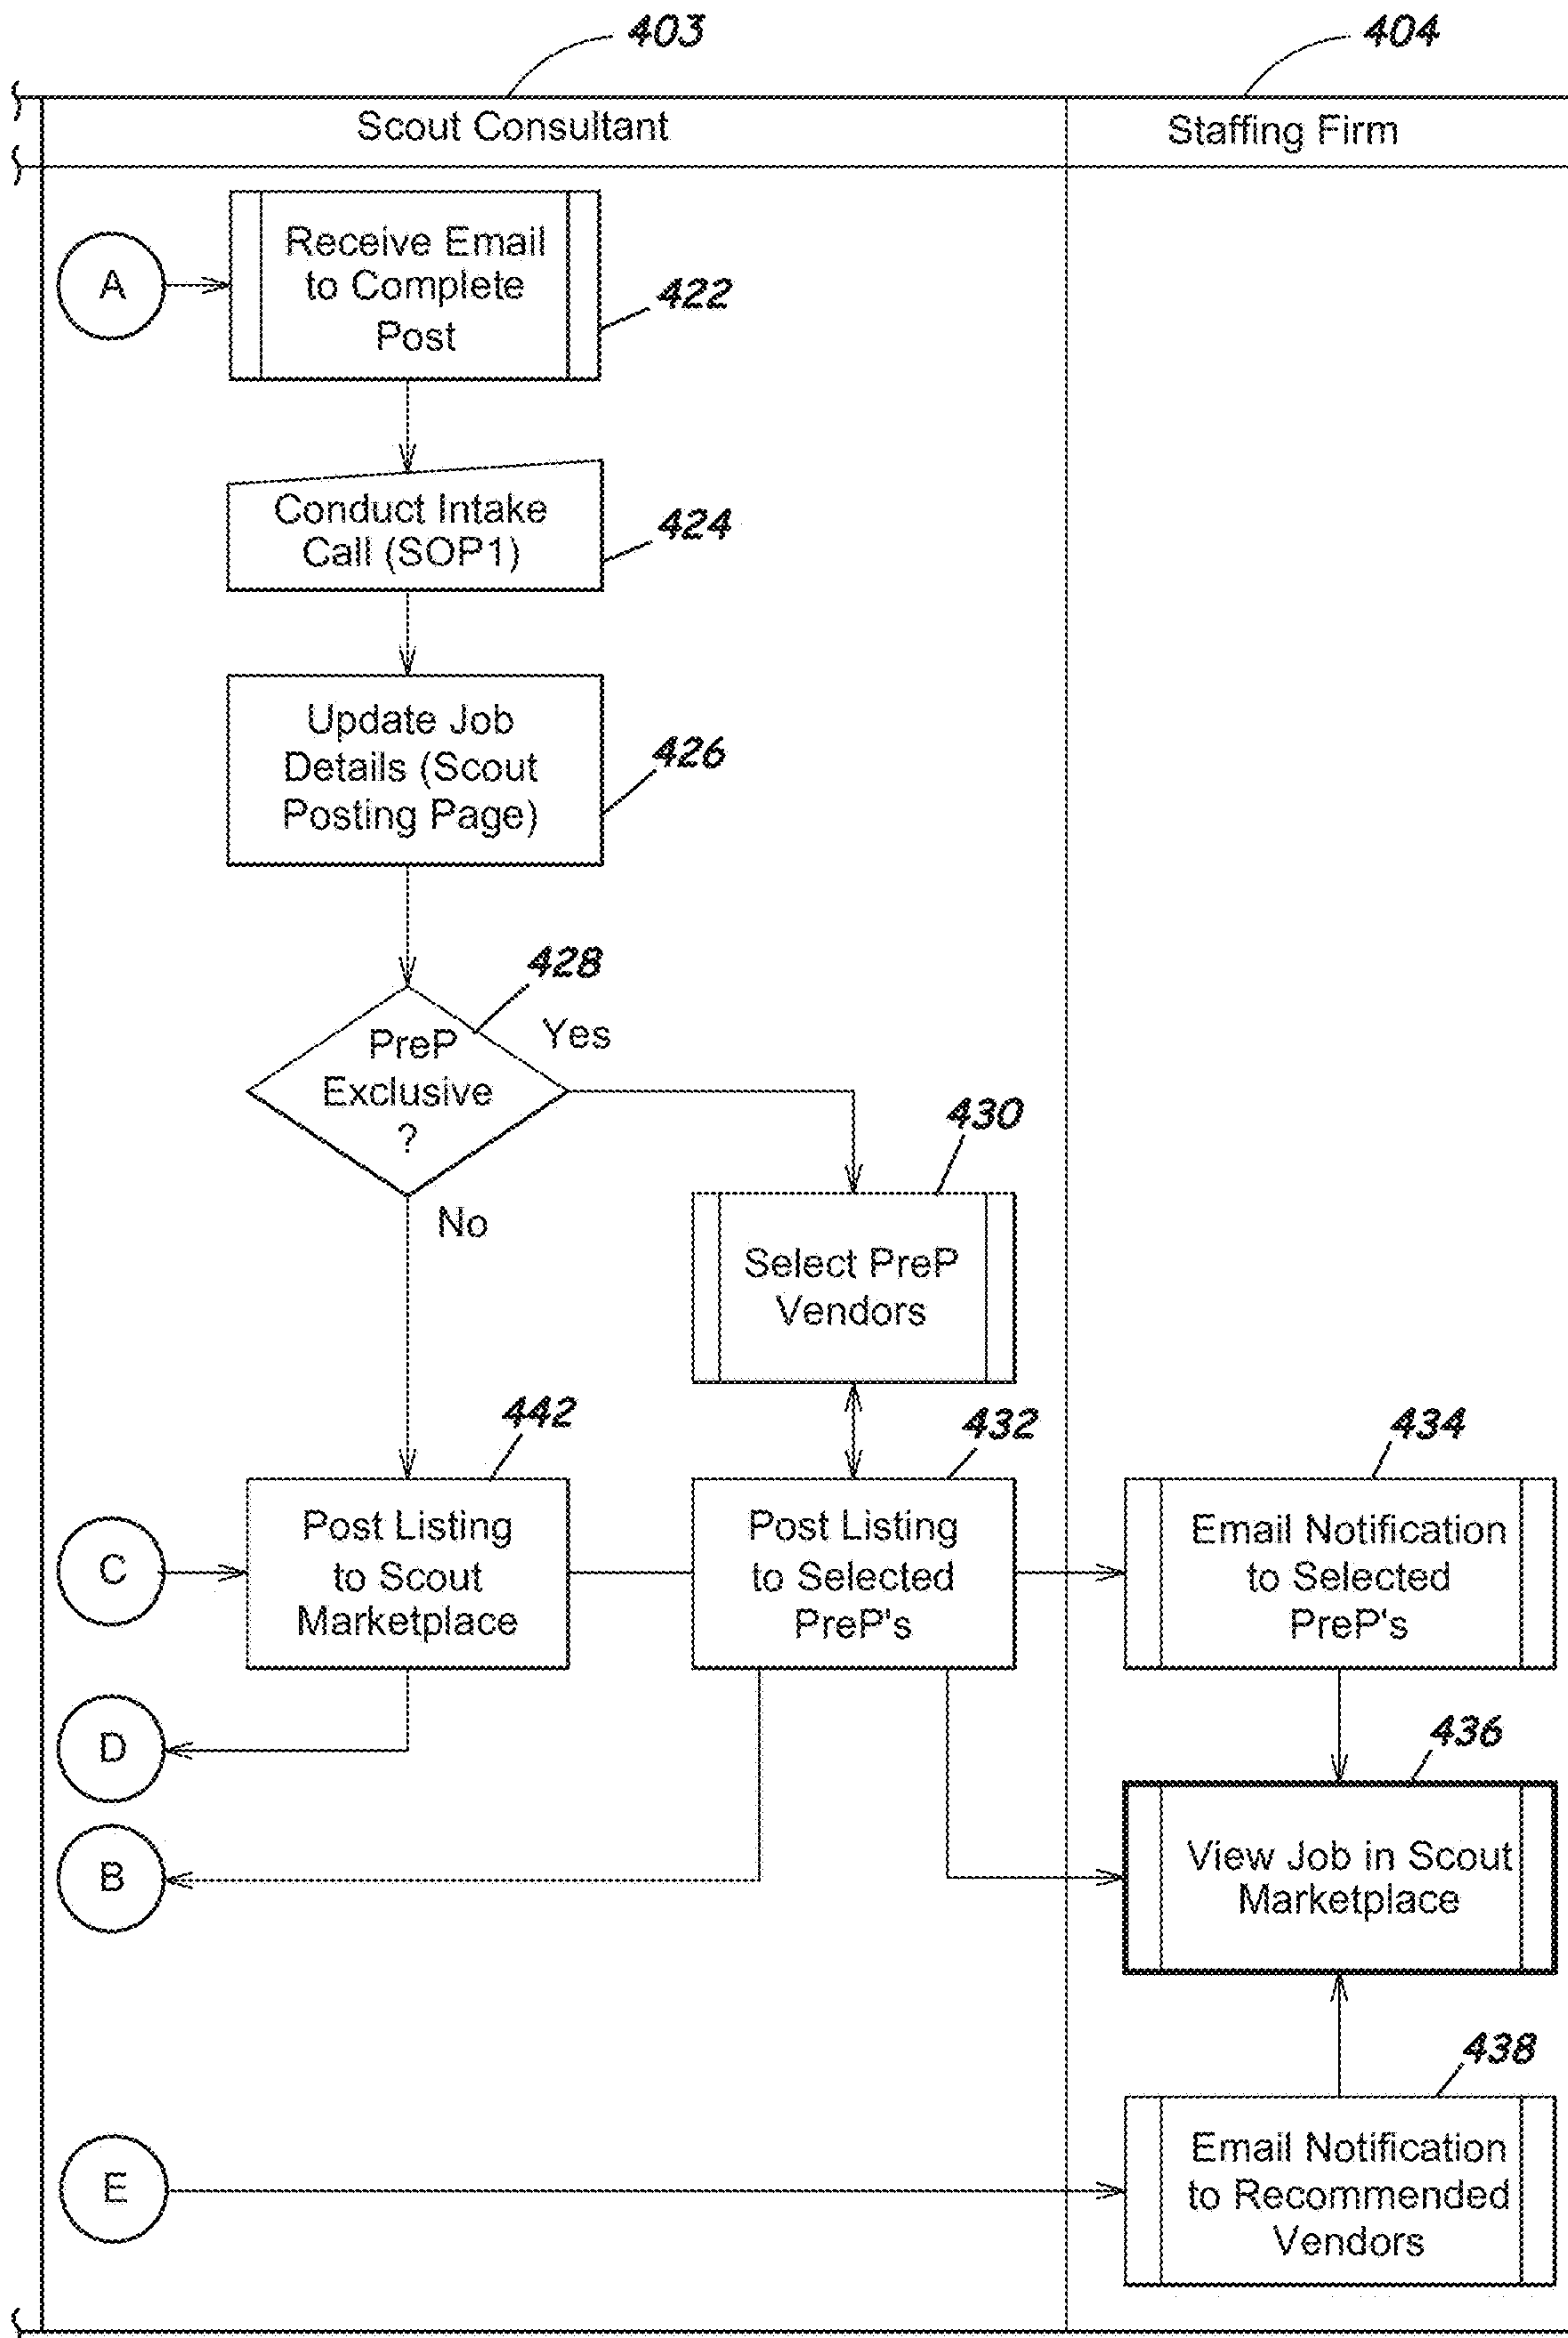 403
404
Scout Consultant
Staffing Firm
A
Receive Email
to Complete
Post
422
Conduct Intake
Call (SOP1)
424
Update Job
Details (Scout
Posting Page)
426
428
PreP
Exclusive
?
Yes
No
430
Select PreP
Vendors
442
432
434
C
Post Listing
to Scout
Marketplace
Post Listing
to Selected
PreP's
Email Notification
to Selected
PreP's
D
436
B
View Job in Scout
Marketplace
438
E
Email Notification
to Recommended
Vendors